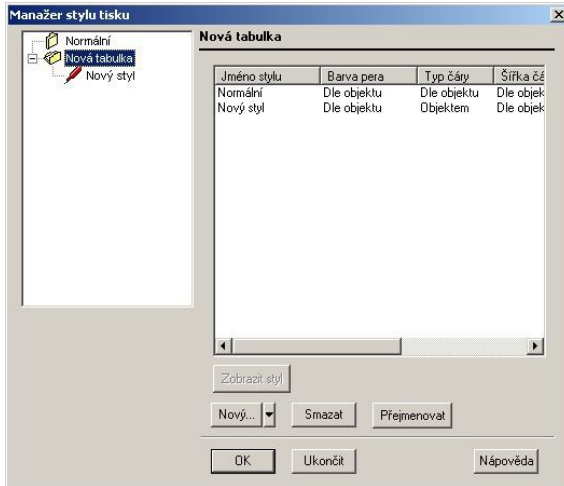 Manažer stylu tisku
Normální
Nová tabulka
Nový styl
Nová tabulka
Jméno stylu Barva pera Typ čáry Šířka čá
Normální Dle objektu Dle objektu Dle objek
Nový styl Dle objektu Objektem Dle objek
Zobrazit styl
Nový... Smazat Přejmenovat
OK Ukončit Nápověda